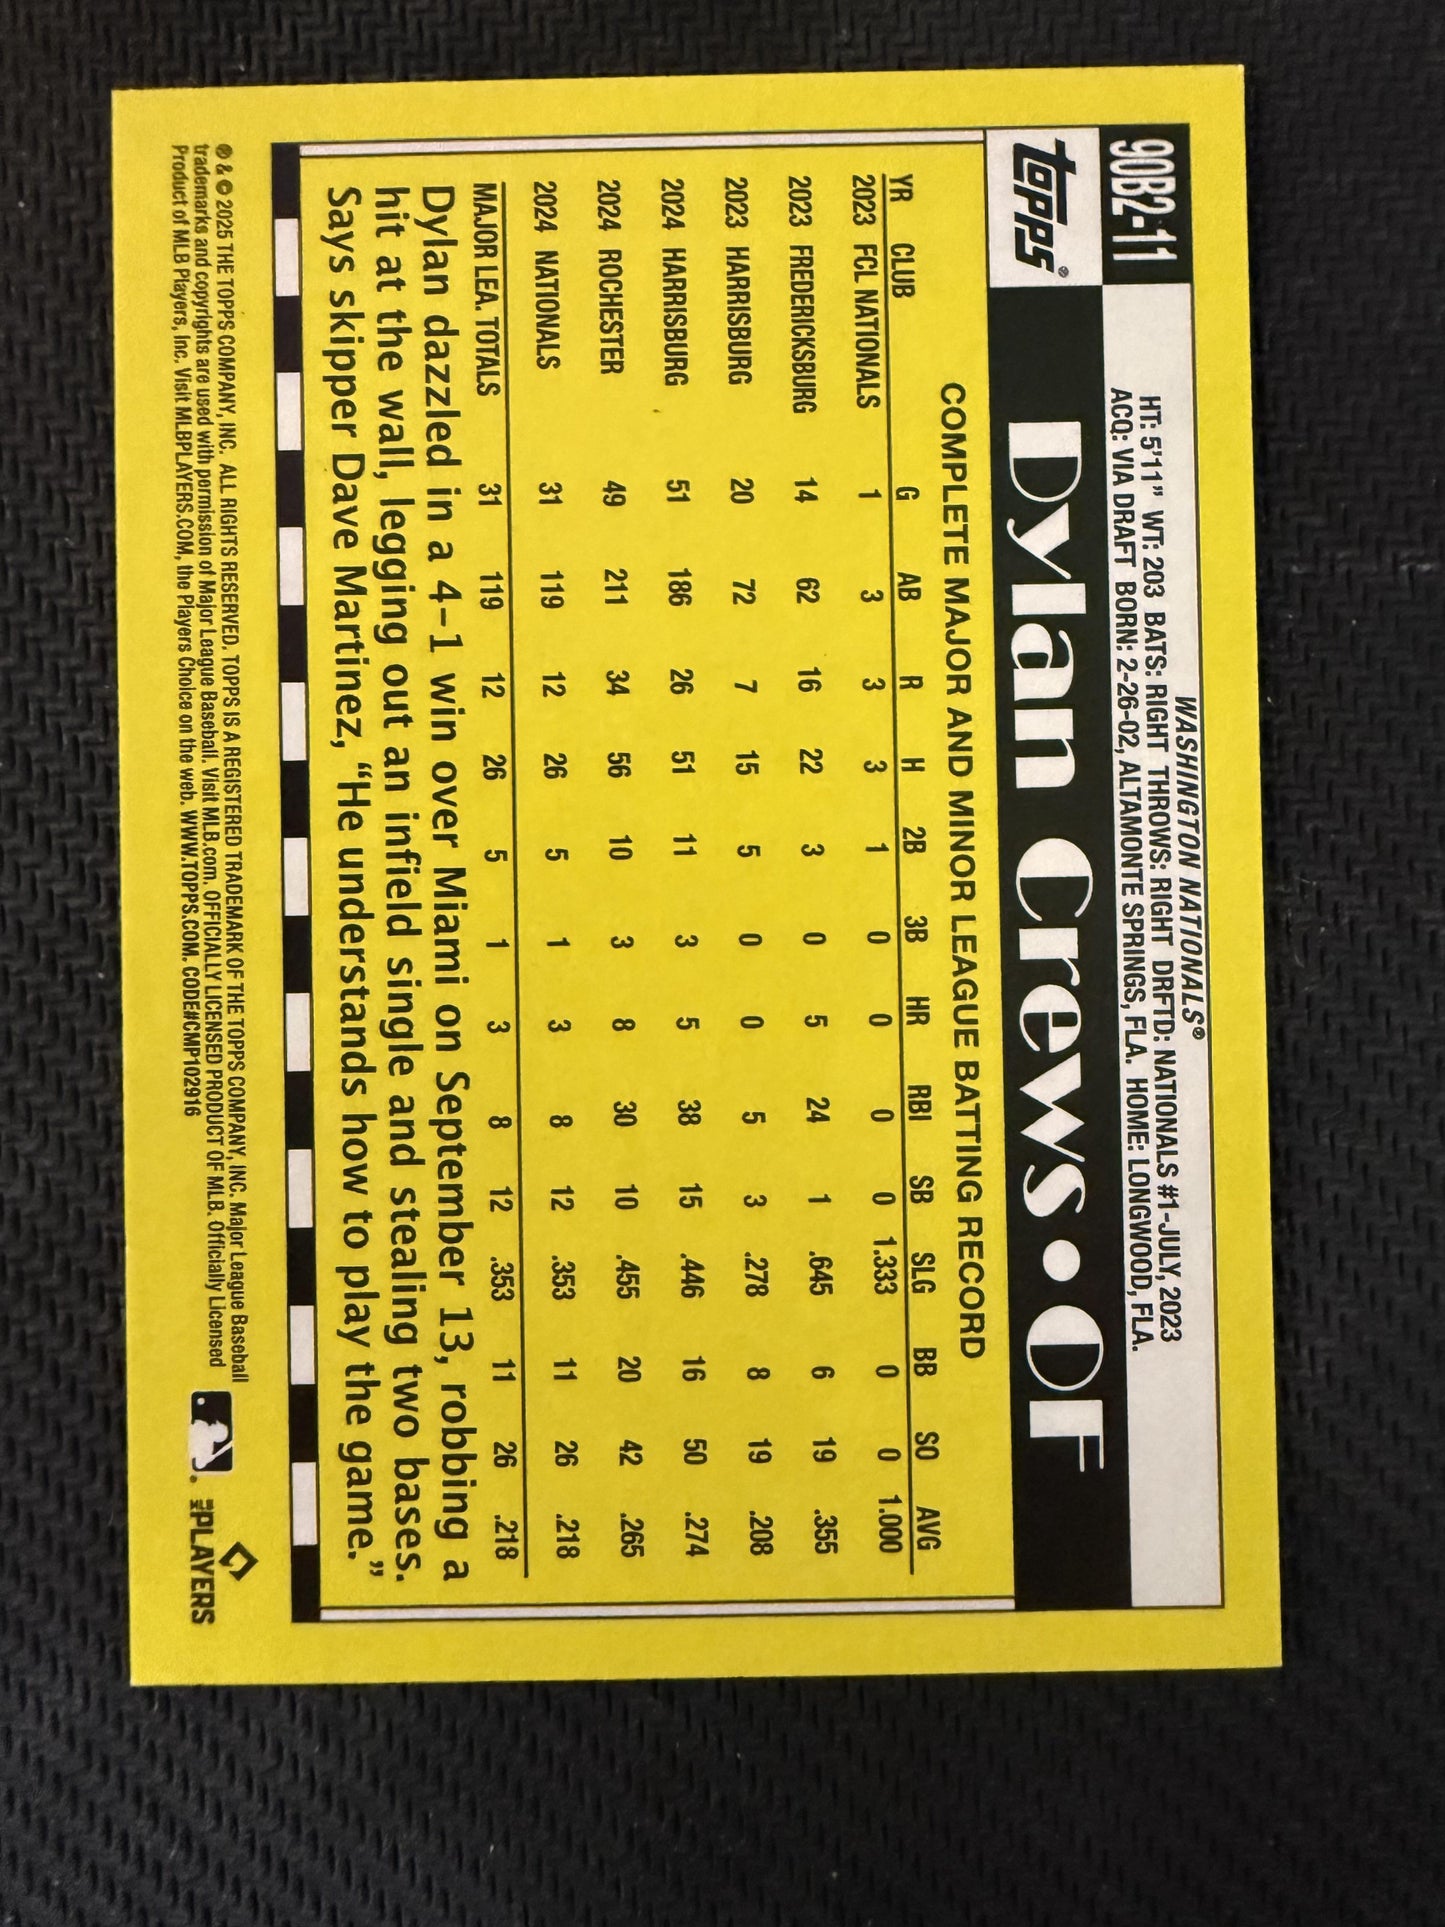 90B2-11
WASHINGTON NATIONALS®
HT: 5'11" WT: 203 BATS: RIGHT THROWS: RIGHT DRFTD: NATIONALS #1-JULY, 2023
ACQ: VIA DRAFT BORN: 2-26-02, ALTAMONTE SPRINGS, FLA. HOME: LONGWOOD, FLA.
topps® Dylan Crews • OF
COMPLETE MAJOR AND MINOR LEAGUE BATTING RECORD
YR CLUB G AB R H 2B 3B HR RBI SB SLG BB SO AVG
2023 FCL NATIONALS 1 3 3 3 1 0 0 0 0 1.333 0 0 1.000
2023 FREDERICKSBURG 14 62 16 22 3 0 5 24 1 .645 6 19 .355
2023 HARRISBURG 20 72 7 15 5 0 0 5 3 .278 8 19 .208
2024 HARRISBURG 51 186 26 51 11 3 5 38 15 .446 16 50 .274
2024 ROCHESTER 49 211 34 56 10 3 8 30 10 .455 20 42 .265
2024 NATIONALS 31 119 12 26 5 1 3 8 12 .353 11 26 .218
MAJOR LEA. TOTALS 31 119 12 26 5 1 3 8 12 .353 11 26 .218
Dylan dazzled in a 4–1 win over Miami on September 13, robbing a
hit at the wall, legging out an infield single and stealing two bases.
Says skipper Dave Martinez, “He understands how to play the game.”
® & © 2025 THE TOPPS COMPANY, INC. ALL RIGHTS RESERVED. TOPPS IS A REGISTERED TRADEMARK OF THE TOPPS COMPANY, INC. Major League Baseball
trademarks and copyrights are used with permission of Major League Baseball. Visit MLB.com. OFFICIALLY LICENSED PRODUCT OF MLB. Officially Licensed
Product of MLB Players, Inc. Visit MLBPLAYERS.COM, the Players Choice on the web. WWW.TOPPS.COM. CODE#CMP102916
MLB PLAYERS